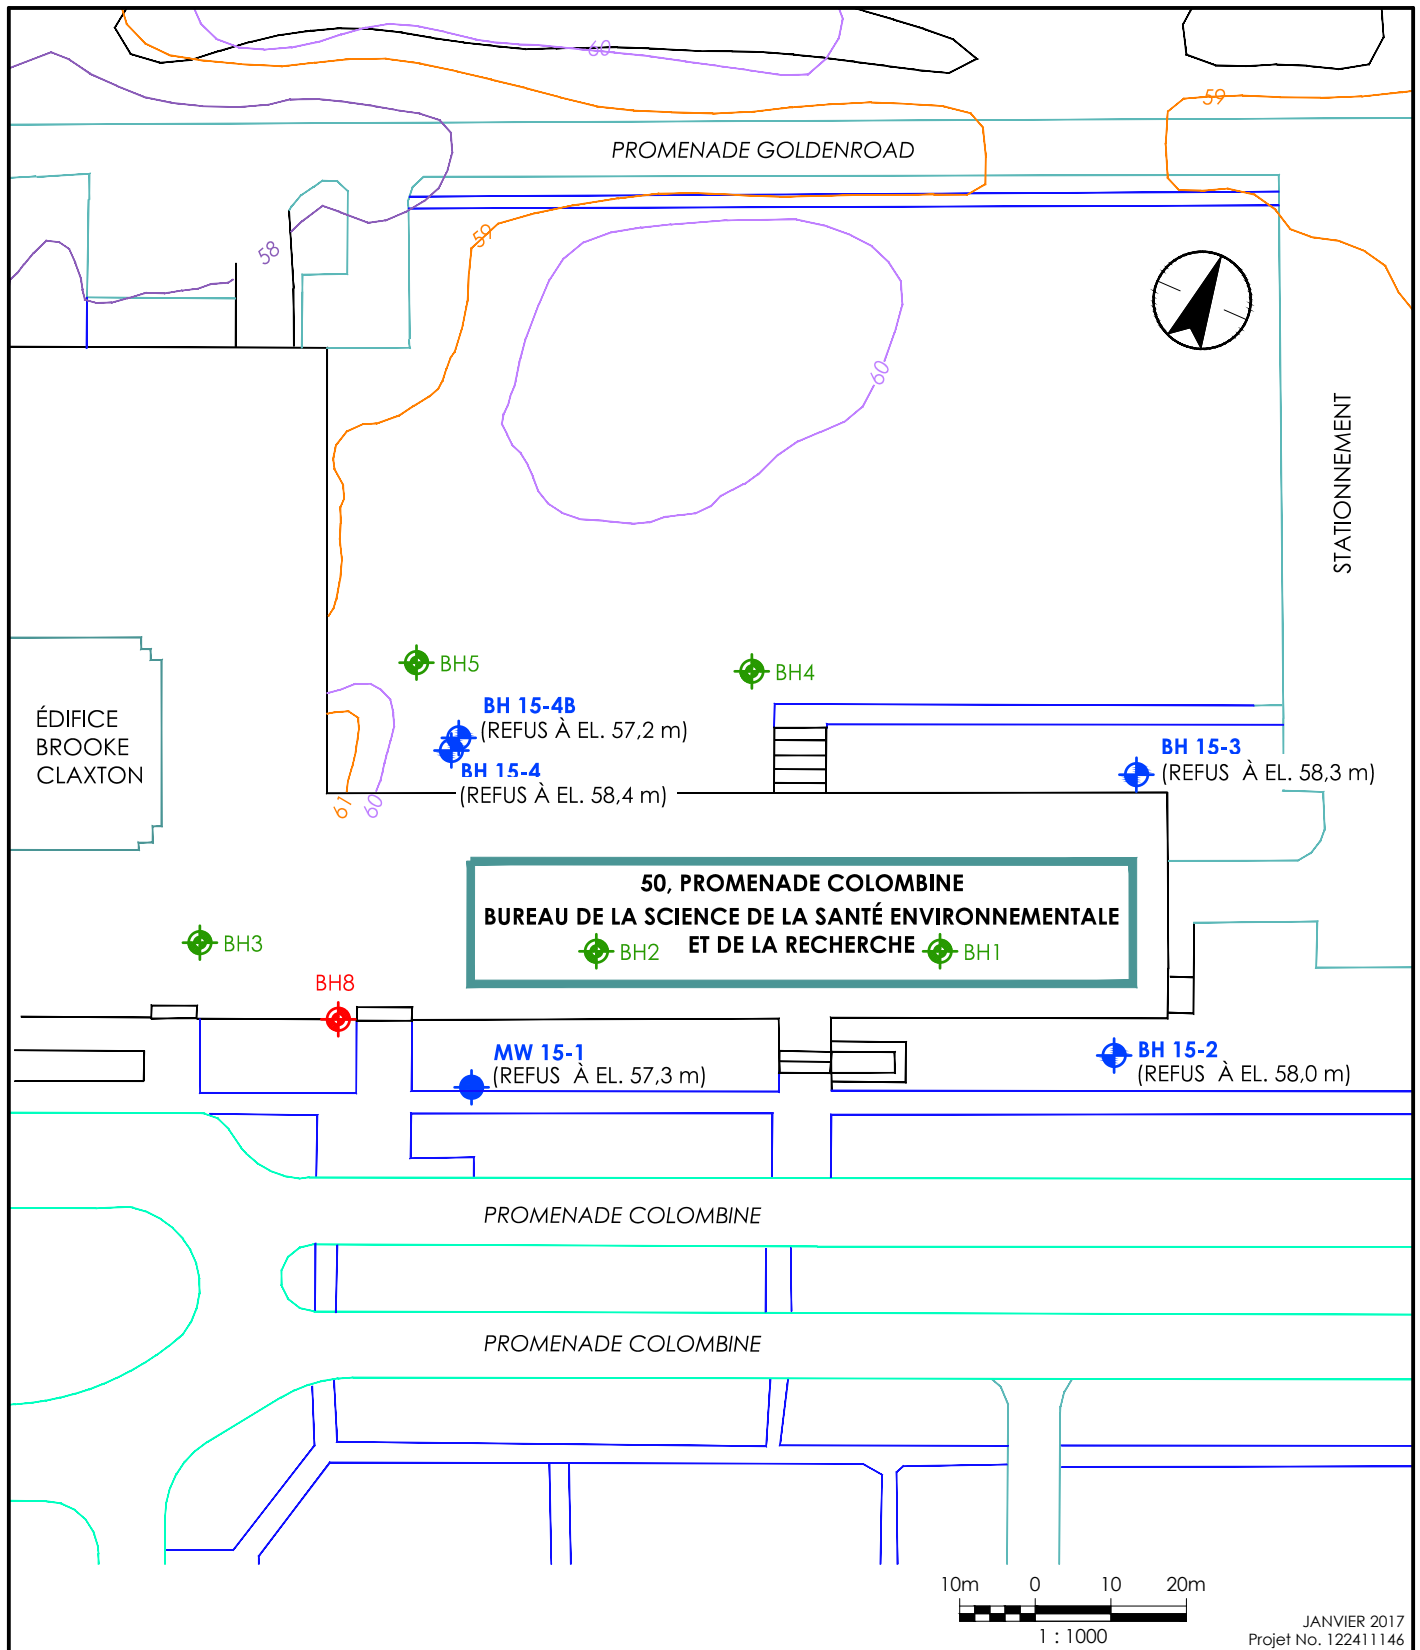 60
59
PROMENADE GOLDENROAD
59
58
60
STATIONNEMENT
BH5
BH4
ÉDIFICE
BROOKE
CLAXTON
BH 15-4B
(REFUS À EL. 57,2 m)
BH 15-4
(REFUS À EL. 58,4 m)
BH 15-3
(REFUS À EL. 58,3 m)
61
60
50, PROMENADE COLOMBINE
BUREAU DE LA SCIENCE DE LA SANTÉ ENVIRONNEMENTALE
ET DE LA RECHERCHE
BH3
BH2
BH1
BH8
MW 15-1
(REFUS À EL. 57,3 m)
BH 15-2
(REFUS À EL. 58,0 m)
PROMENADE COLOMBINE
PROMENADE COLOMBINE
10m 0 10 20m
1 : 1000
JANVIER 2017
Projet No. 122411146